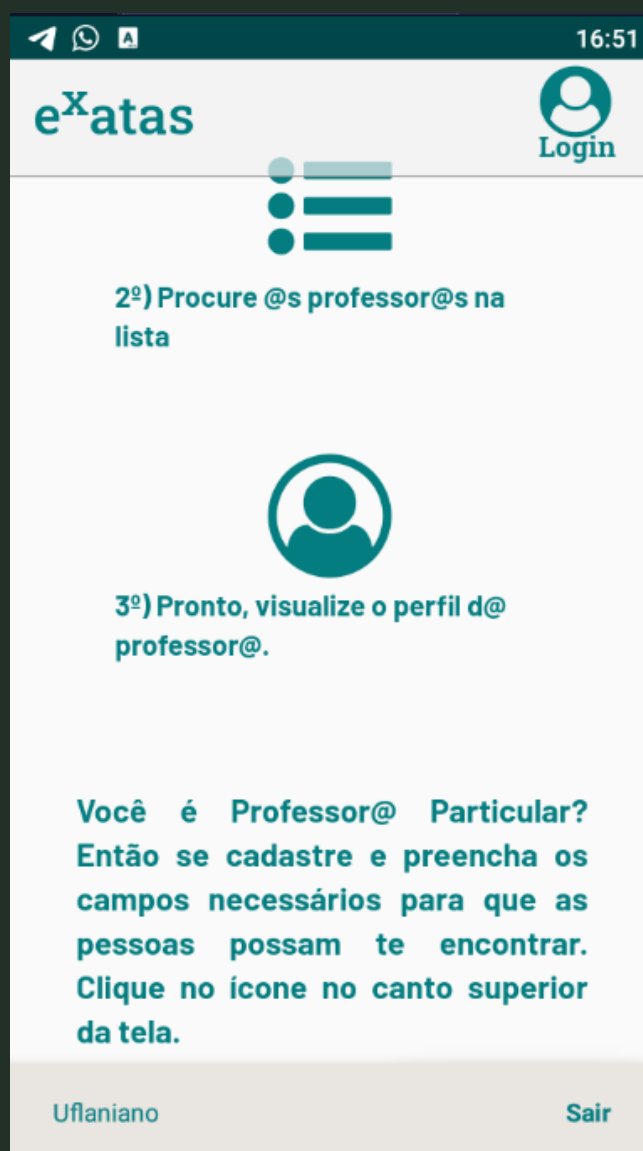 16:51
eˣatas
Login
2º) Procure @s professor@s na
lista
3º) Pronto, visualize o perfil d@
professor@.
Você é Professor@ Particular?
Então se cadastre e preencha os
campos necessários para que as
pessoas possam te encontrar.
Clique no ícone no canto superior
da tela.
Uflaniano
Sair